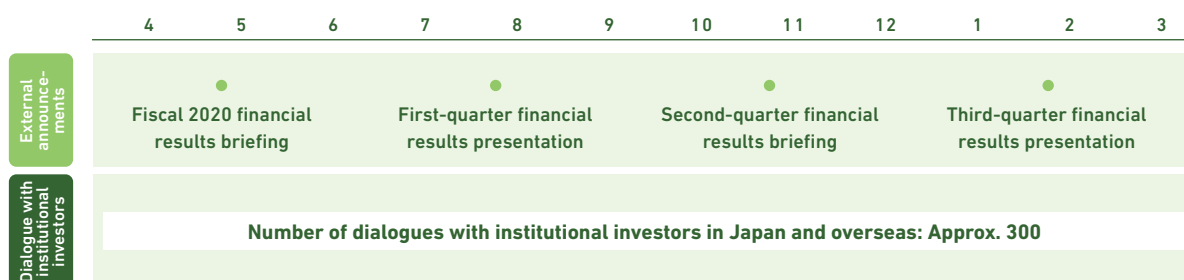 4 5 6 7 8 9 10 11 12 1 2 3
External
announce-
ments
Fiscal 2020 financial
results briefing
First-quarter financial
results presentation
Second-quarter financial
results briefing
Third-quarter financial
results presentation
Dialogue with
institutional
investors
Number of dialogues with institutional investors in Japan and overseas: Approx. 300